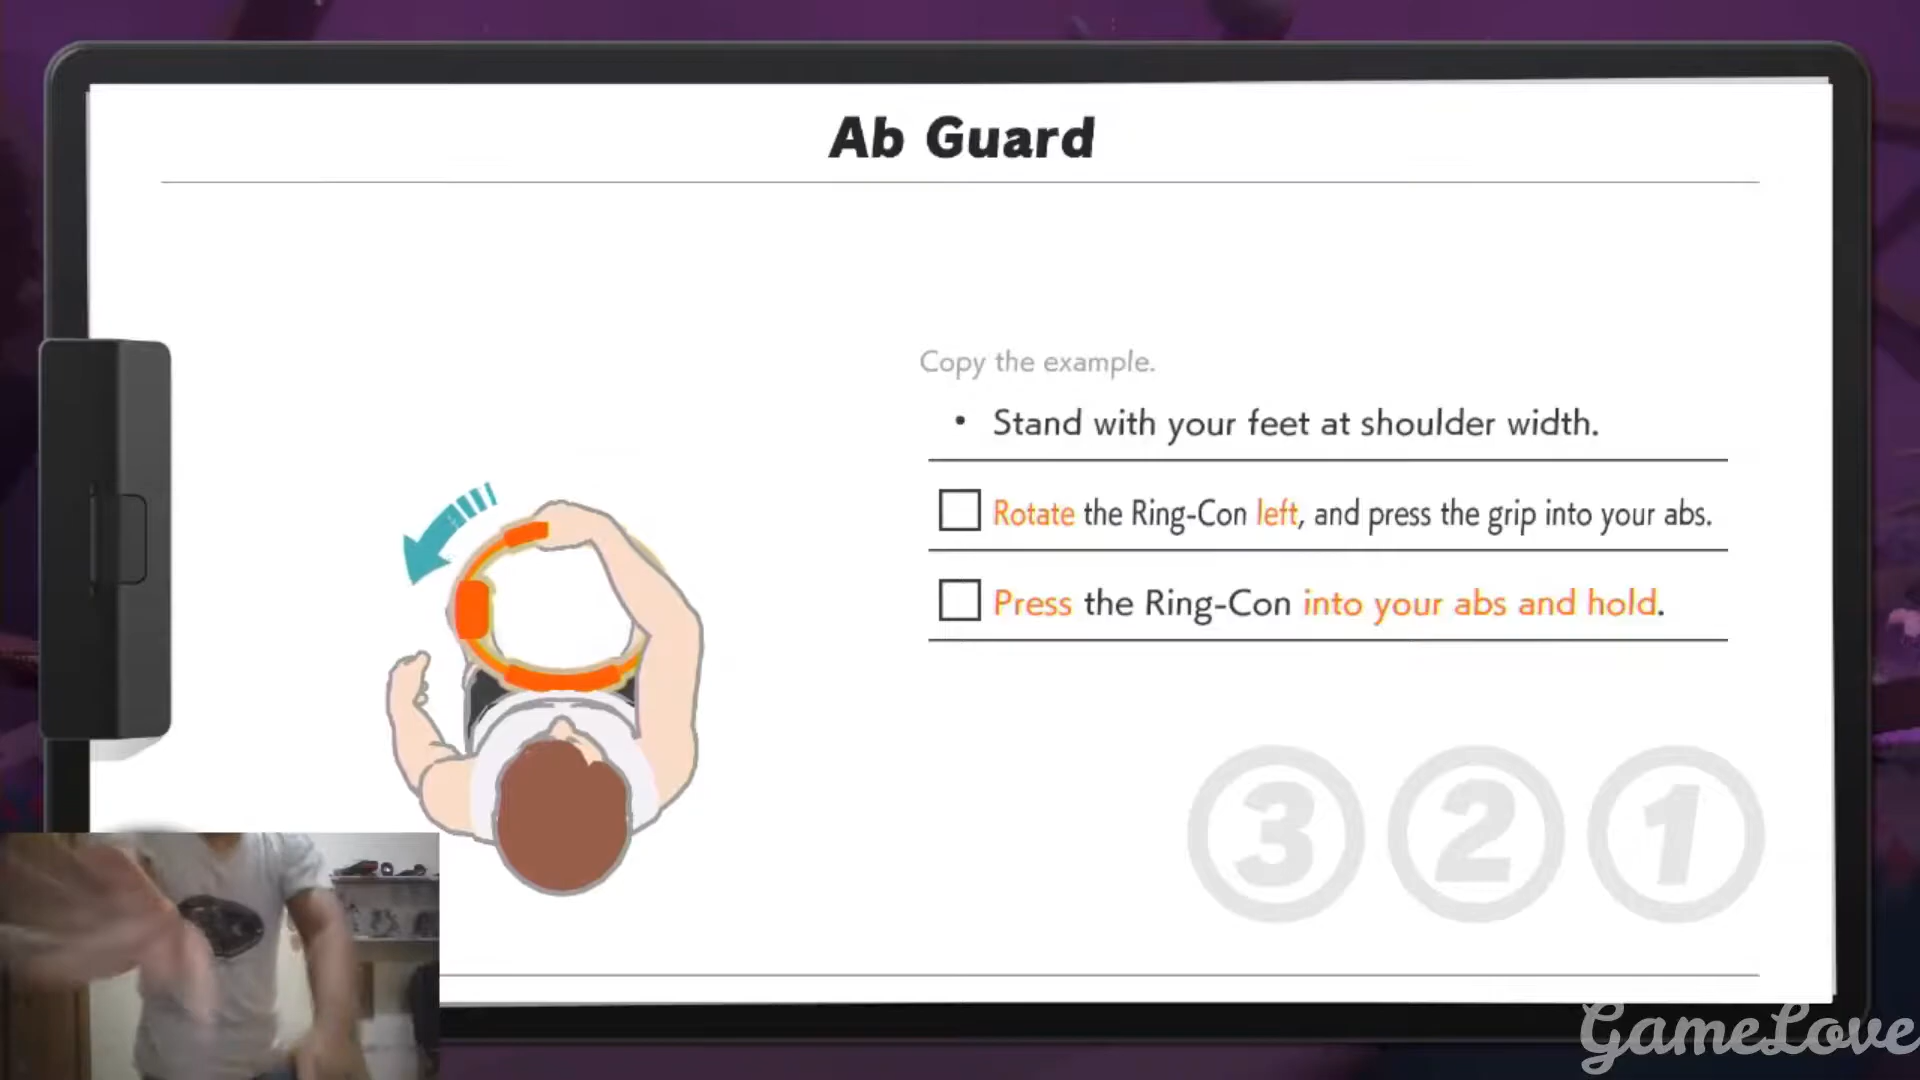 Ab Guard
Copy the example.
• Stand with your feet at shoulder width.
Rotate the Ring-Con left, and press the grip into your abs.
Press the Ring-Con into your abs and hold.
3 2 1
GameLove